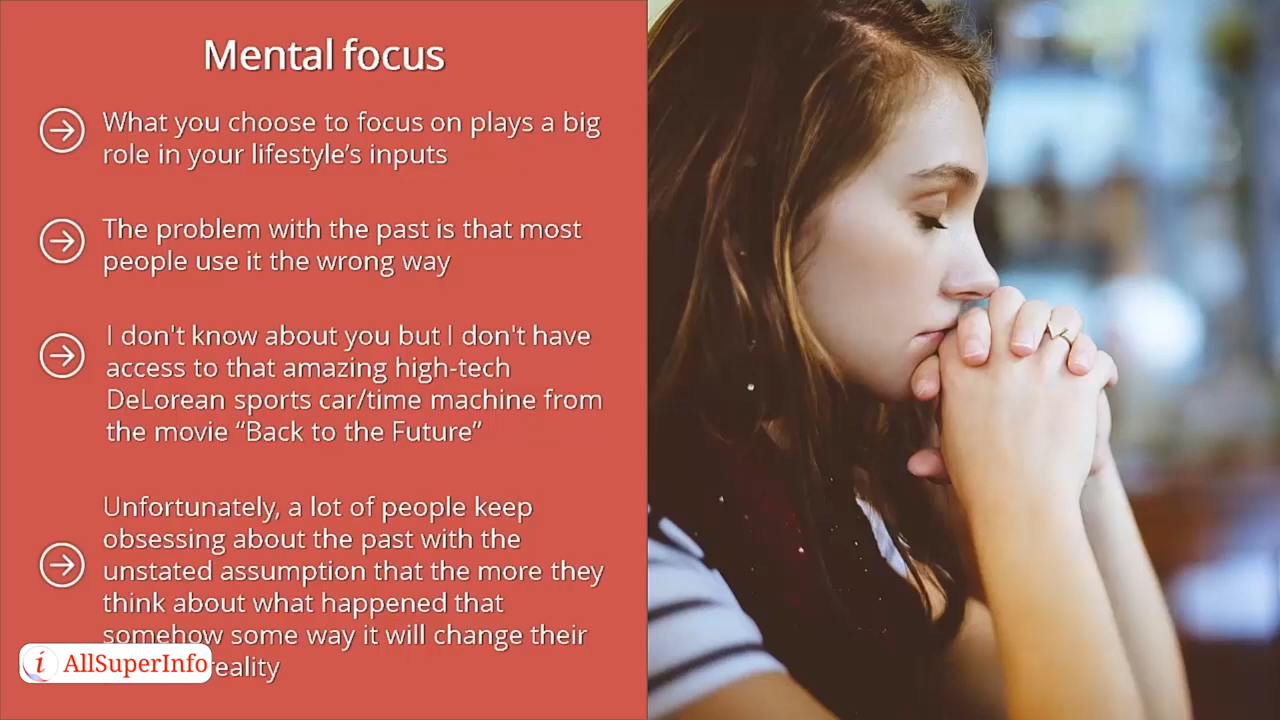 Mental focus
What you choose to focus on plays a big
role in your lifestyle's inputs
The problem with the past is that most
people use it the wrong way
I don't know about you but I don't have
access to that amazing high-tech
DeLorean sports car/time machine from
the movie “Back to the Future”
Unfortunately, a lot of people keep
obsessing about the past with the
unstated assumption that the more they
think about what happened that
somehow some way it will change their
reality
i AllSuperInfo